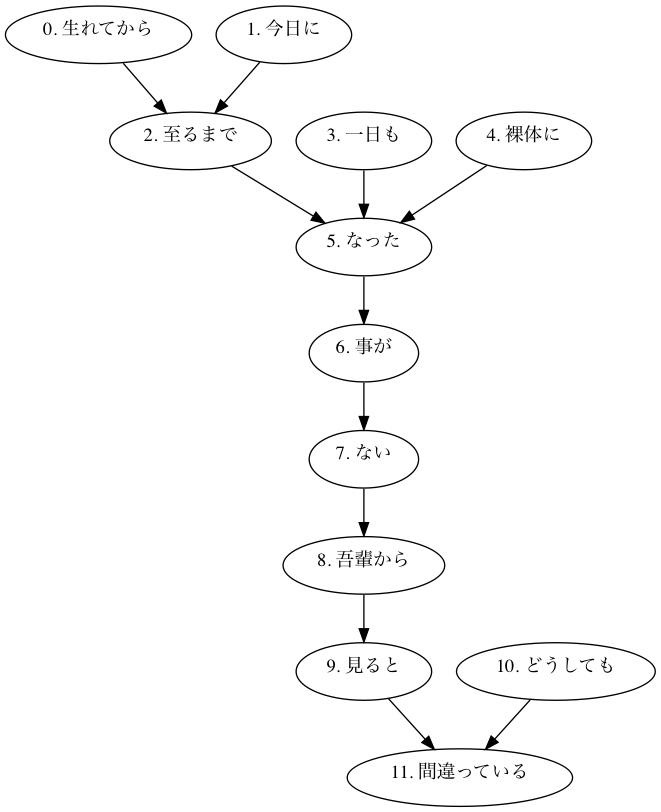 0. 生れてから
1. 今日に
2. 至るまで
3. 一日も
4. 裸体に
5. なった
6. 事が
7. ない
8. 吾輩から
9. 見ると
10. どうしても
11. 間違っている